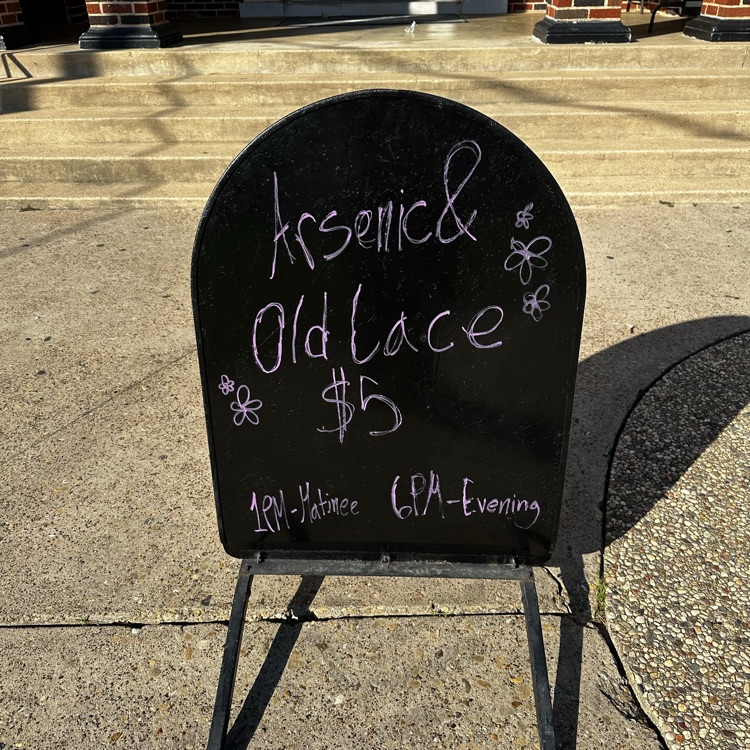 Arsenic &
Old Lace
$5
1PM-Matinee 6PM-Evening